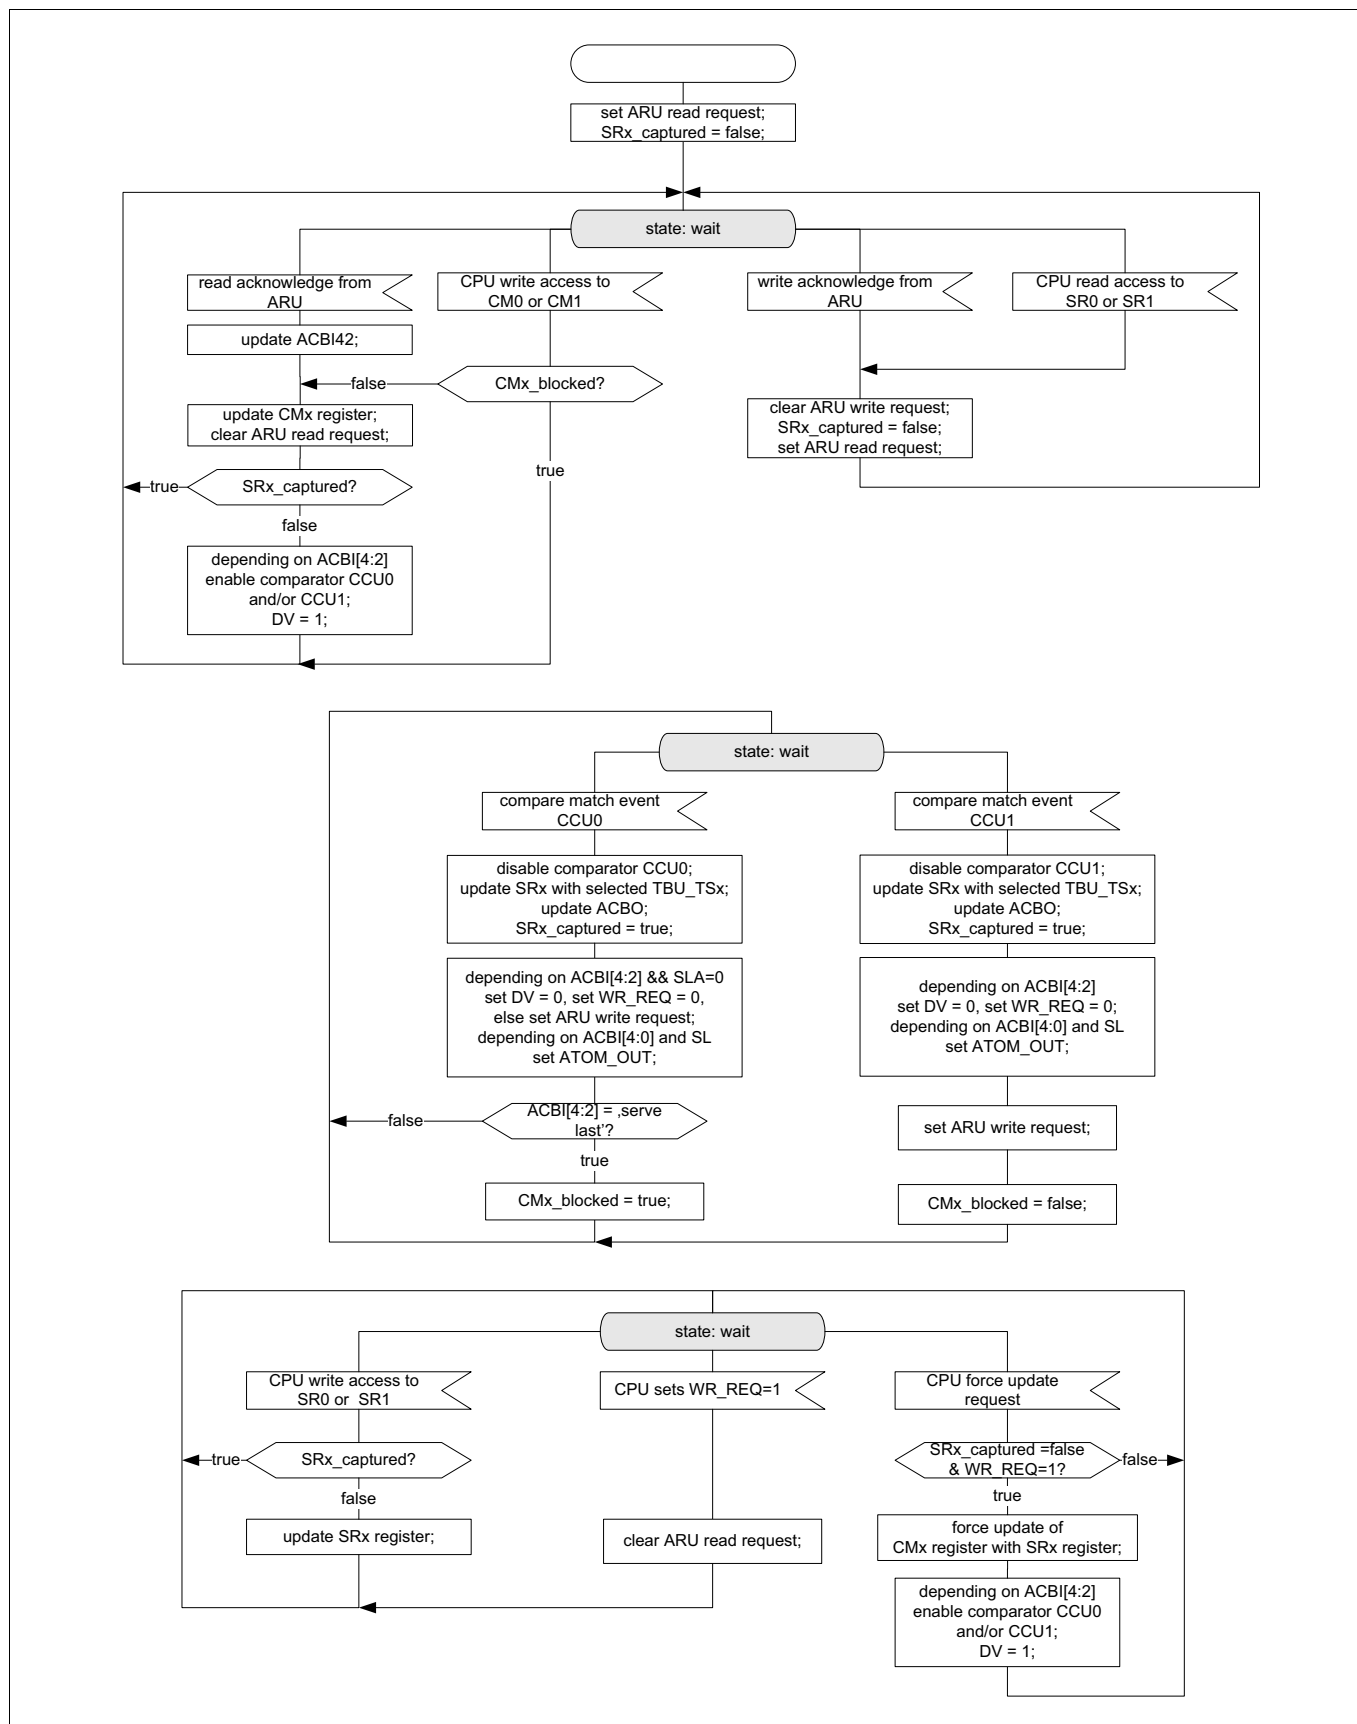 set ARU read request;
SRx_captured = false;
state: wait
read acknowledge from
ARU
CPU write access to
CM0 or CM1
write acknowledge from
ARU
CPU read access to
SR0 or SR1
update ACBI42;
false
CMx_blocked?
update CMx register;
clear ARU read request;
clear ARU write request;
SRx_captured = false;
set ARU read request;
true
true
SRx_captured?
false
depending on ACBI[4:2]
enable comparator CCU0
and/or CCU1;
DV = 1;
state: wait
compare match event
CCU0
compare match event
CCU1
disable comparator CCU0;
update SRx with selected TBU_TSx;
update ACBO;
SRx_captured = true;
disable comparator CCU1;
update SRx with selected TBU_TSx;
update ACBO;
SRx_captured = true;
depending on ACBI[4:2] && SLA=0
set DV = 0, set WR_REQ = 0,
else set ARU write request;
depending on ACBI[4:0] and SL
set ATOM_OUT;
depending on ACBI[4:2]
set DV = 0, set WR_REQ = 0;
depending on ACBI[4:0] and SL
set ATOM_OUT;
false
ACBI[4:2] = ‚serve
last’?
set ARU write request;
true
CMx_blocked = true;
CMx_blocked = false;
state: wait
CPU write access to
SR0 or  SR1
CPU sets WR_REQ=1
CPU force update
request
true
SRx_captured?
SRx_captured =false
& WR_REQ=1?
false
false
true
update SRx register;
clear ARU read request;
force update of
CMx register with SRx register;
depending on ACBI[4:2]
enable comparator CCU0
and/or CCU1;
DV = 1;